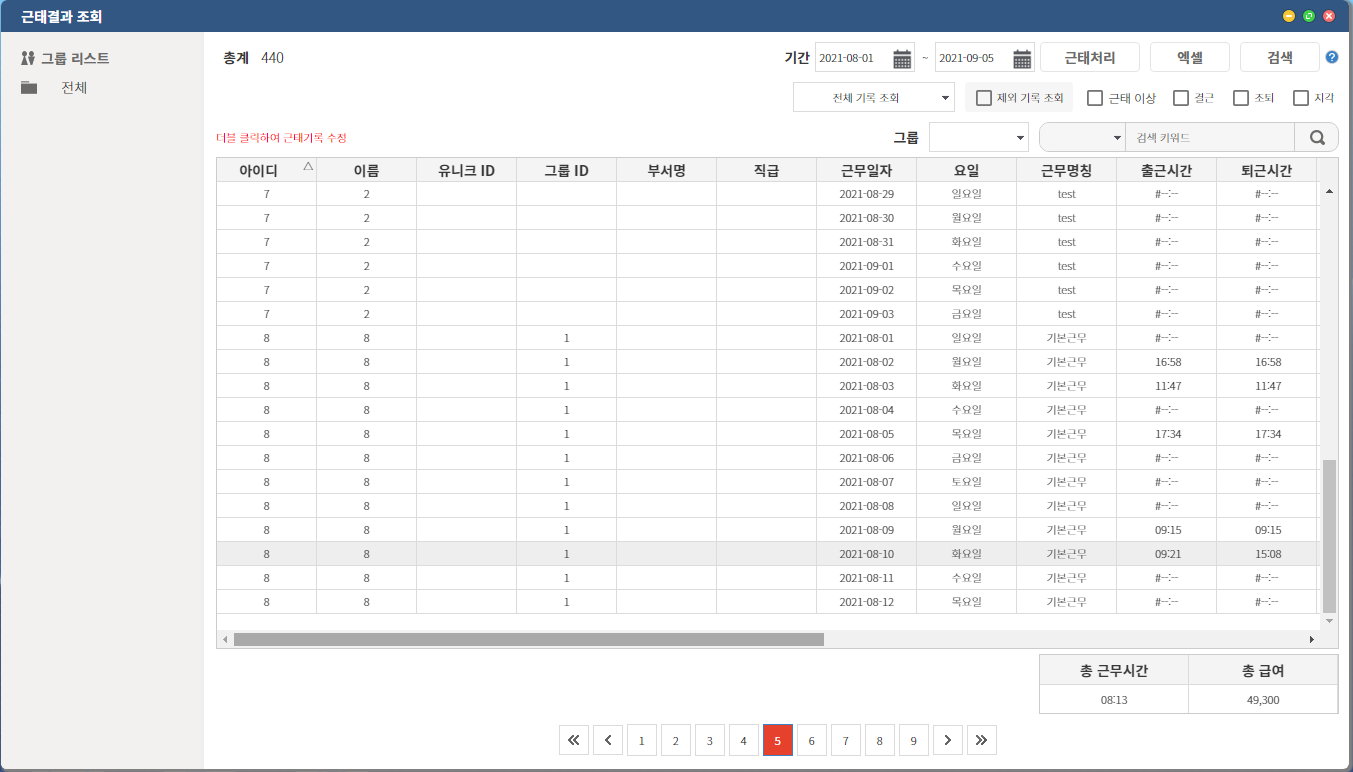 근태결과 조회
그룹 리스트
전체
총계 440
기간 2021-08-01 ~ 2021-09-05 근태처리 엑셀 검색 ?
전체 기록 조회 제외 기록 조회 근태 이상 결근 조퇴 지각
더블 클릭하여 근태기록 수정
그룹 검색 키워드
아이디 △ 이름 유니크 ID 그룹 ID 부서명 직급 근무일자 요일 근무명칭 출근시간 퇴근시간
7 2 2021-08-29 일요일 test #--:-- #--:--
7 2 2021-08-30 월요일 test #--:-- #--:--
7 2 2021-08-31 화요일 test #--:-- #--:--
7 2 2021-09-01 수요일 test #--:-- #--:--
7 2 2021-09-02 목요일 test #--:-- #--:--
7 2 2021-09-03 금요일 test #--:-- #--:--
8 8 1 2021-08-01 일요일 기본근무 #--:-- #--:--
8 8 1 2021-08-02 월요일 기본근무 16:58 16:58
8 8 1 2021-08-03 화요일 기본근무 11:47 11:47
8 8 1 2021-08-04 수요일 기본근무 #--:-- #--:--
8 8 1 2021-08-05 목요일 기본근무 17:34 17:34
8 8 1 2021-08-06 금요일 기본근무 #--:-- #--:--
8 8 1 2021-08-07 토요일 기본근무 #--:-- #--:--
8 8 1 2021-08-08 일요일 기본근무 #--:-- #--:--
8 8 1 2021-08-09 월요일 기본근무 09:15 09:15
8 8 1 2021-08-10 화요일 기본근무 09:21 15:08
8 8 1 2021-08-11 수요일 기본근무 #--:-- #--:--
8 8 1 2021-08-12 목요일 기본근무 #--:-- #--:--
총 근무시간 총 급여
08:13 49,300
1 2 3 4 5 6 7 8 9